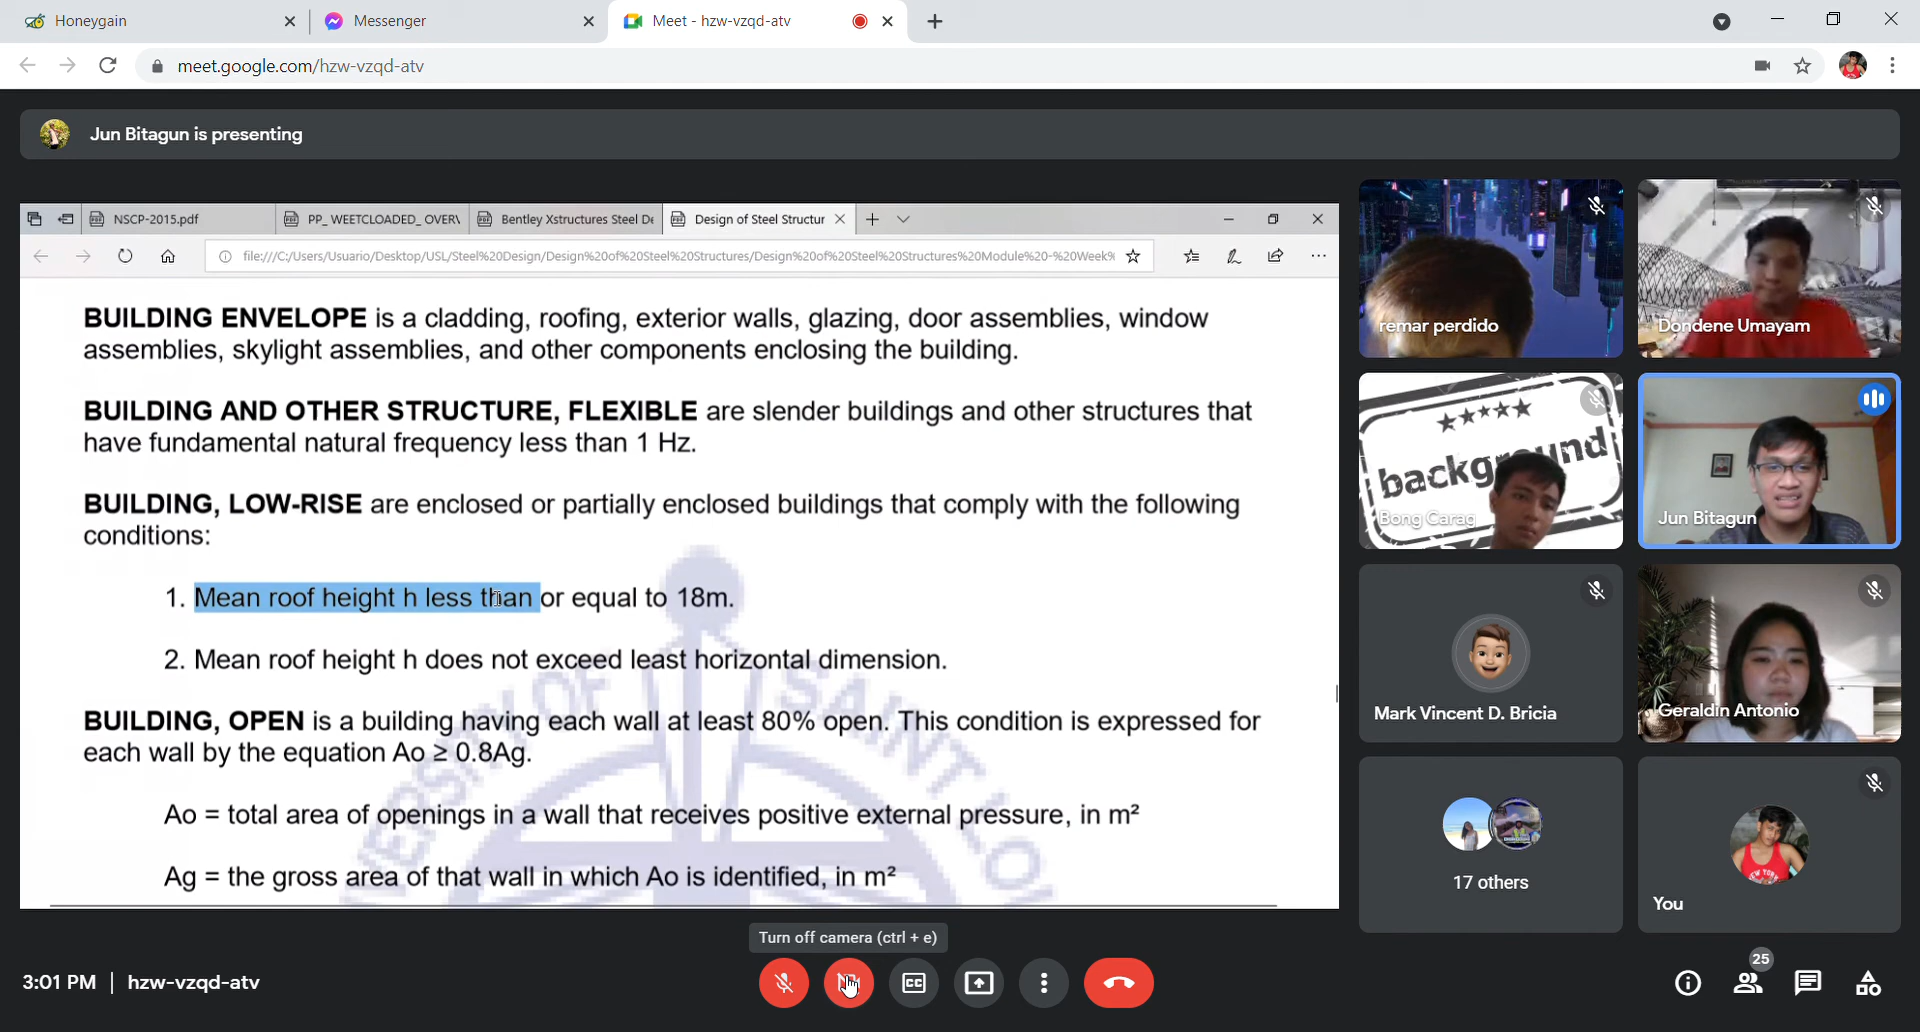 Honeygain
Messenger
Meet - hzw-vzqd-atv
meet.google.com/hzw-vzqd-atv
Jun Bitagun is presenting
NSCP-2015.pdf
PP_ WEETCLOADED_ OVERV
Bentley Xstructures Steel De
Design of Steel Structur
file:///C:/Users/Usuario/Desktop/USL/Steel%20Design/Design%20of%20Steel%20Structures/Design%20of%20Steel%20Structures%20Module%20-%20Week%
BUILDING ENVELOPE is a cladding, roofing, exterior walls, glazing, door assemblies, window
assemblies, skylight assemblies, and other components enclosing the building.
BUILDING AND OTHER STRUCTURE, FLEXIBLE are slender buildings and other structures that
have fundamental natural frequency less than 1 Hz.
BUILDING, LOW-RISE are enclosed or partially enclosed buildings that comply with the following
conditions:
1. Mean roof height h less than or equal to 18m.
2. Mean roof height h does not exceed least horizontal dimension.
BUILDING, OPEN is a building having each wall at least 80% open. This condition is expressed for
each wall by the equation Ao ≥ 0.8Ag.
Ao = total area of openings in a wall that receives positive external pressure, in m²
Ag = the gross area of that wall in which Ao is identified, in m²
VERSITY OF SAINT LOU
remar perdido
Dondene Umayam
background
Bong Carag
Jun Bitagun
Mark Vincent D. Bricia
Geraldin Antonio
17 others
NEW YORK
You
Turn off camera (ctrl + e)
3:01 PM | hzw-vzqd-atv
CC
25